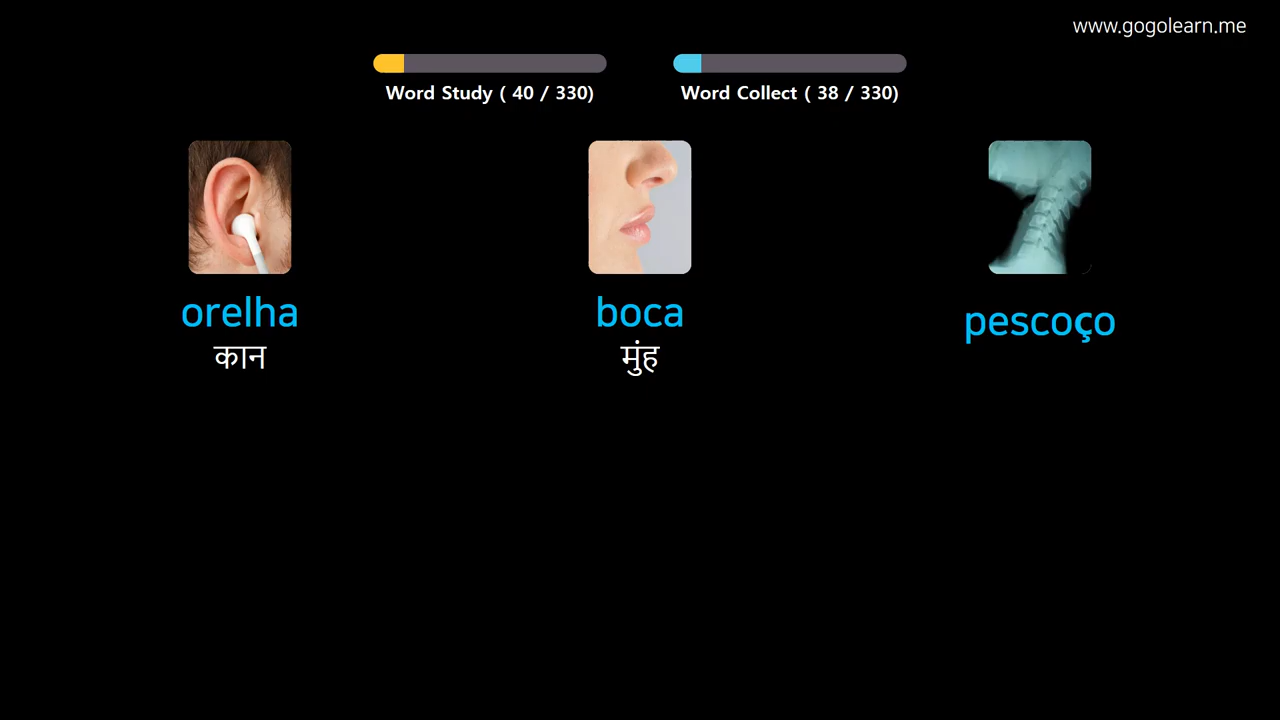 www.gogolearn.me
Word Study ( 40 / 330)
Word Collect ( 38 / 330)
orelha
कान
boca
मुंह
pescoço